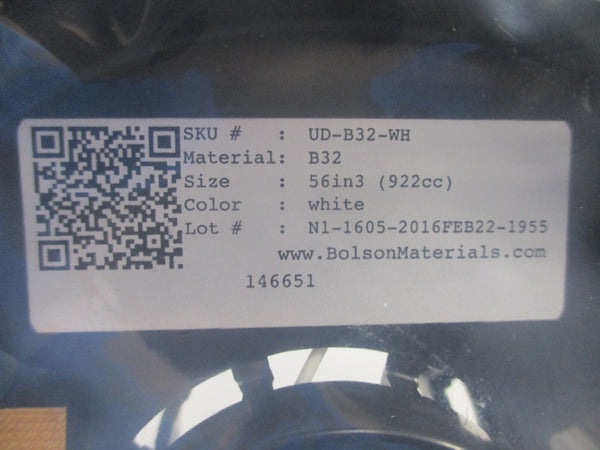 SKU # : UD-B32-WH
Material: B32
Size : 56in3 (922cc)
Color : white
Lot # : N1-1605-2016FEB22-1955
www.BolsonMaterials.com
146651